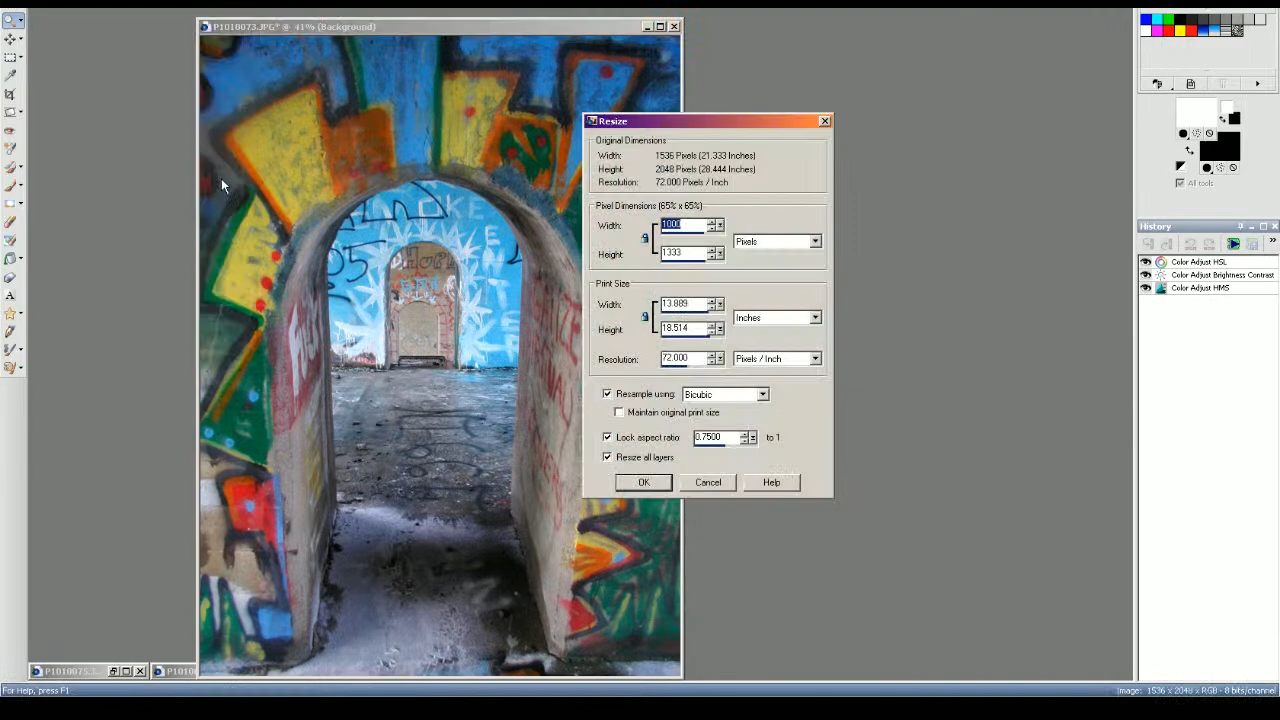 P1010073.JPG* @ 41% (Background)
Resize
Original Dimensions
Width: 1536 Pixels (21.333 Inches)
Height: 2048 Pixels (28.444 Inches)
Resolution: 72.000 Pixels / Inch
Pixel Dimensions (65% x 65%)
Width: 1000
Pixels
Height: 1333
Print Size
Width: 13.889
Inches
Height: 18.514
Resolution: 72.000 Pixels / Inch
Resample using: Bicubic
Maintain original print size
Lock aspect ratio: 0.7500 to 1
Resize all layers
OK Cancel Help
All tools
History
Color Adjust HSL
Color Adjust Brightness Contrast
Color Adjust HMS
P1010075.J... P10100
For Help, press F1
Image: 1536 x 2048 x RGB - 8 bits/channel